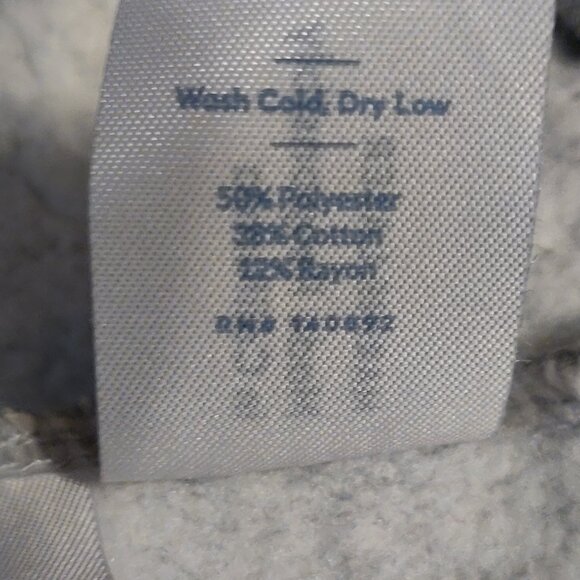 Wash Cold, Dry Low
50% Polyester
38% Cotton
12% Rayon
RN# 140892